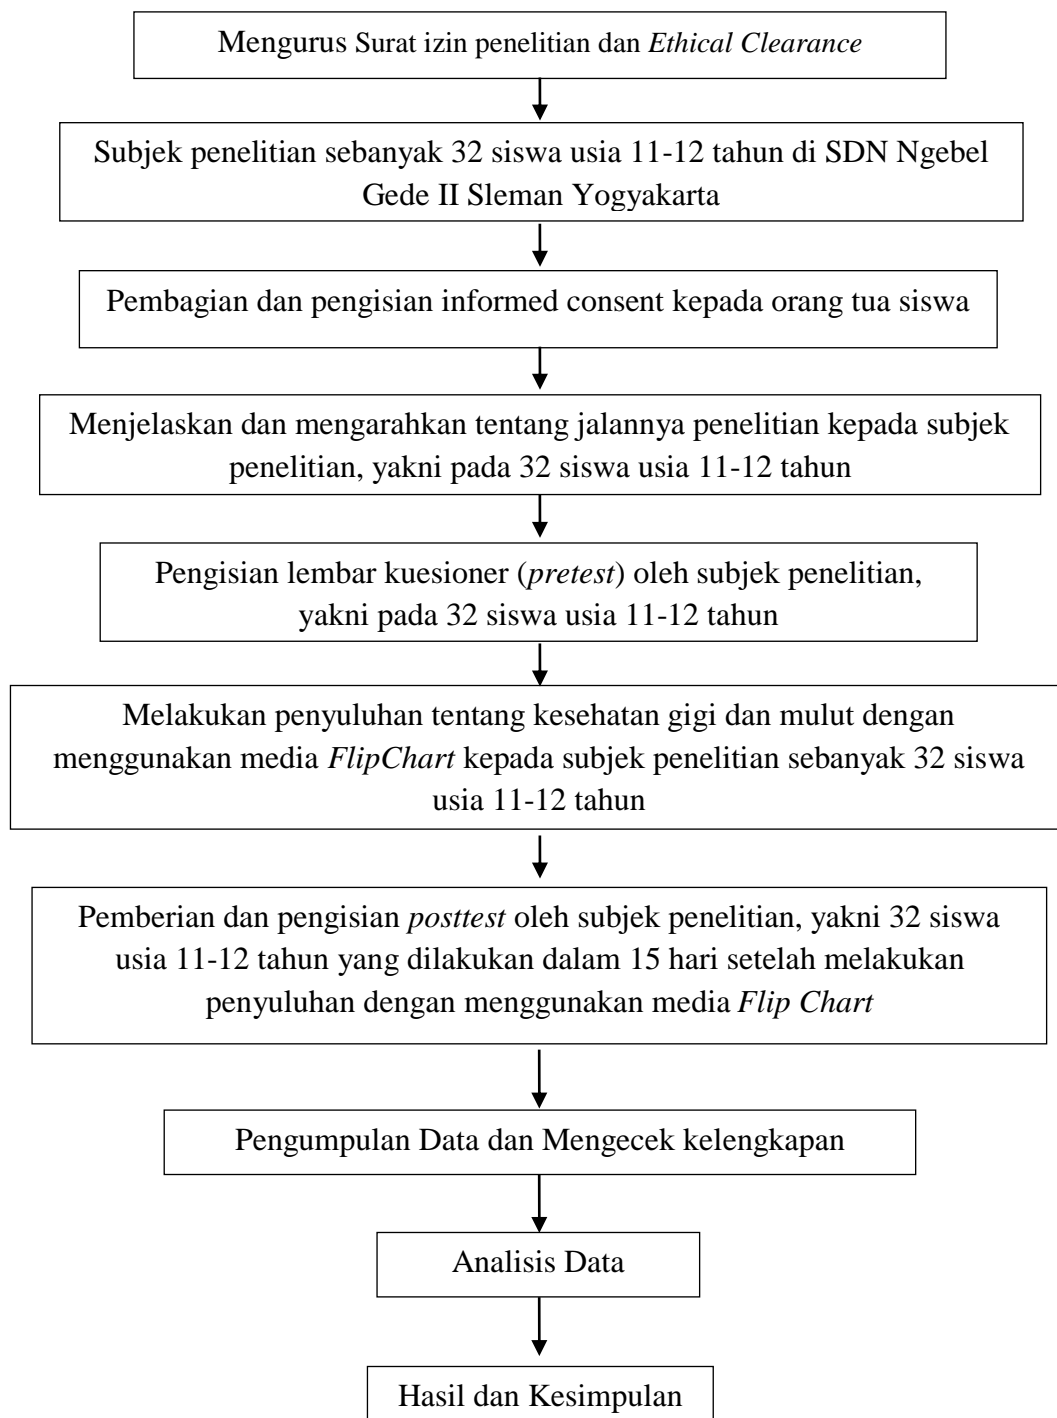 Mengurus Surat izin penelitian dan Ethical Clearance
Subjek penelitian sebanyak 32 siswa usia 11-12 tahun di SDN Ngebel
Gede II Sleman Yogyakarta
Pembagian dan pengisian informed consent kepada orang tua siswa
Menjelaskan dan mengarahkan tentang jalannya penelitian kepada subjek
penelitian, yakni pada 32 siswa usia 11-12 tahun
Pengisian lembar kuesioner (pretest) oleh subjek penelitian,
yakni pada 32 siswa usia 11-12 tahun
Melakukan penyuluhan tentang kesehatan gigi dan mulut dengan
menggunakan media FlipChart kepada subjek penelitian sebanyak 32 siswa
usia 11-12 tahun
Pemberian dan pengisian posttest oleh subjek penelitian, yakni 32 siswa
usia 11-12 tahun yang dilakukan dalam 15 hari setelah melakukan
penyuluhan dengan menggunakan media Flip Chart
Pengumpulan Data dan Mengecek kelengkapan
Analisis Data
Hasil dan Kesimpulan